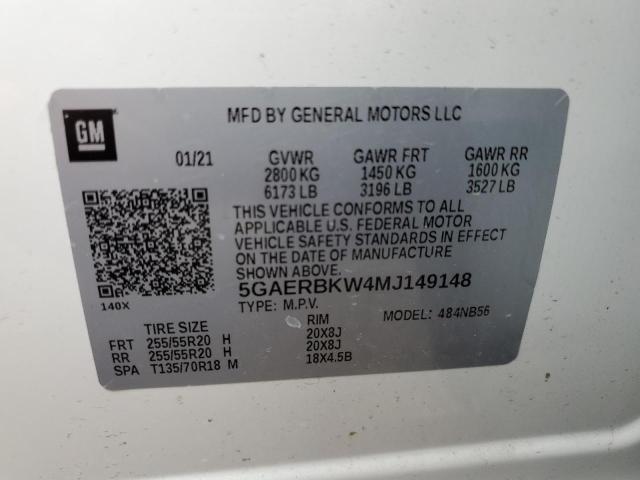 GM
MFD BY GENERAL MOTORS LLC
01/21 GVWR GAWR FRT GAWR RR
2800 KG 1450 KG 1600 KG
6173 LB 3196 LB 3527 LB
THIS VEHICLE CONFORMS TO ALL
APPLICABLE U.S. FEDERAL MOTOR
VEHICLE SAFETY STANDARDS IN EFFECT
ON THE DATE OF MANUFACTURE
SHOWN ABOVE.
140X
5GAERBKW4MJ149148
TYPE: M.P.V. MODEL: 484NB56
TIRE SIZE RIM
FRT 255/55R20 H 20X8J
RR 255/55R20 H 20X8J
SPA T135/70R18 M 18X4.5B